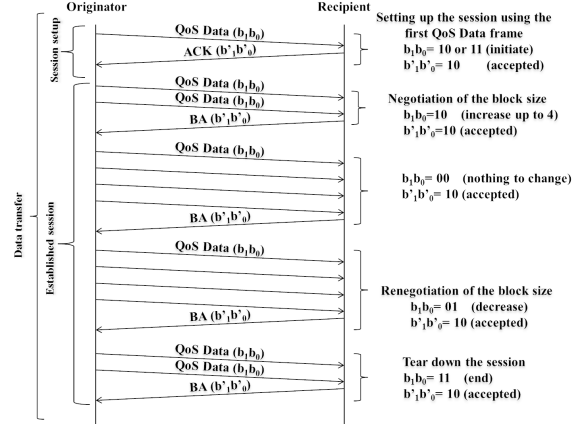 Originator
Recipient
Data transfer
Session setup
Established session
QoS Data (b₁b₀)
ACK (b'₁b'₀)
Setting up the session using the
first QoS Data frame
b₁b₀= 10 or 11 (initiate)
b'₁b'₀= 10 (accepted)
QoS Data (b₁b₀)
QoS Data (b₁b₀)
BA (b'₁b'₀)
Negotiation of the block size
b₁b₀=10 (increase up to 4)
b'₁b'₀=10 (accepted)
QoS Data (b₁b₀)
BA (b'₁b'₀)
b₁b₀= 00 (nothing to change)
b'₁b'₀= 10 (accepted)
QoS Data (b₁b₀)
BA (b'₁b'₀)
Renegotiation of the block size
b₁b₀= 01 (decrease)
b'₁b'₀= 10 (accepted)
QoS Data (b₁b₀)
QoS Data (b₁b₀)
BA (b'₁b'₀)
Tear down the session
b₁b₀= 11 (end)
b'₁b'₀= 10 (accepted)